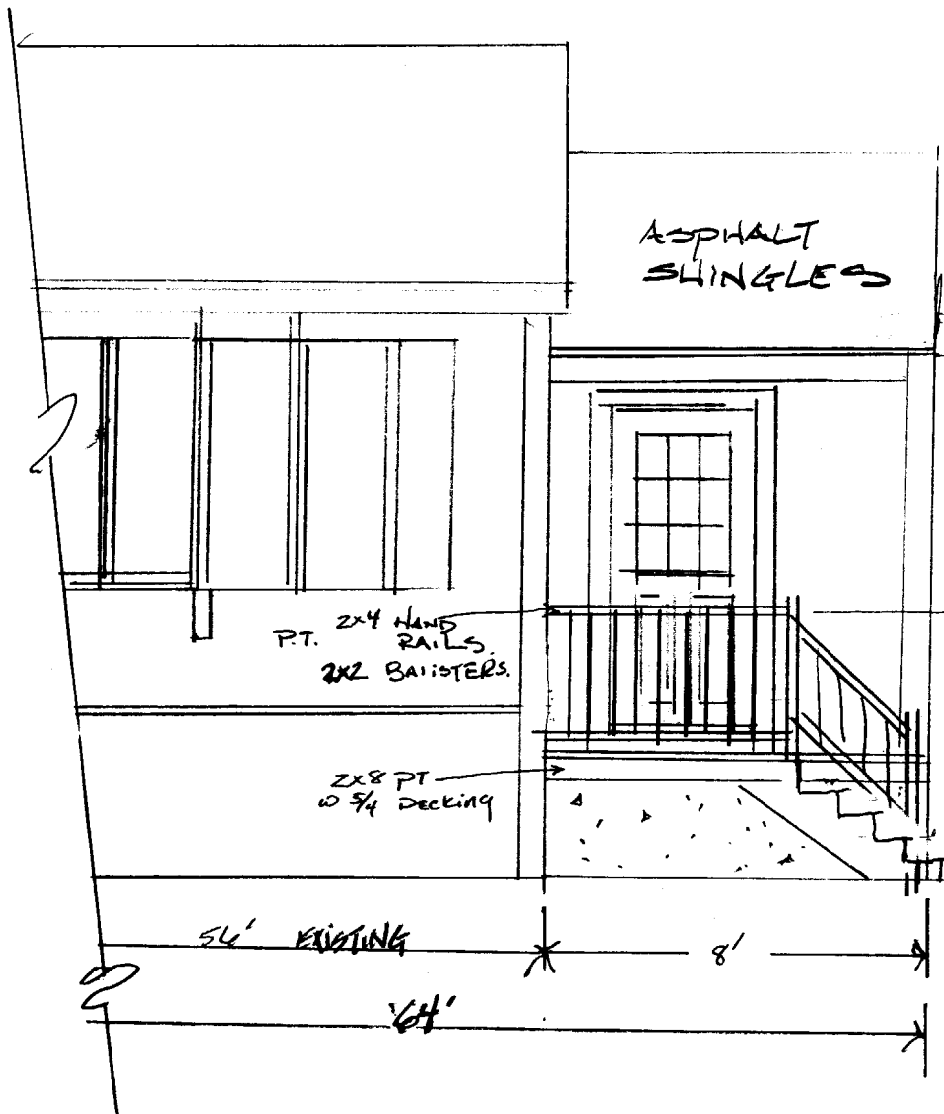 ASPHALT
SHINGLES
2x4 HAND
P.T. RAILS.
2x2 BALISTERS.
2x8 PT
w 5/4 DECKING
56' EXISTING
8'
64'